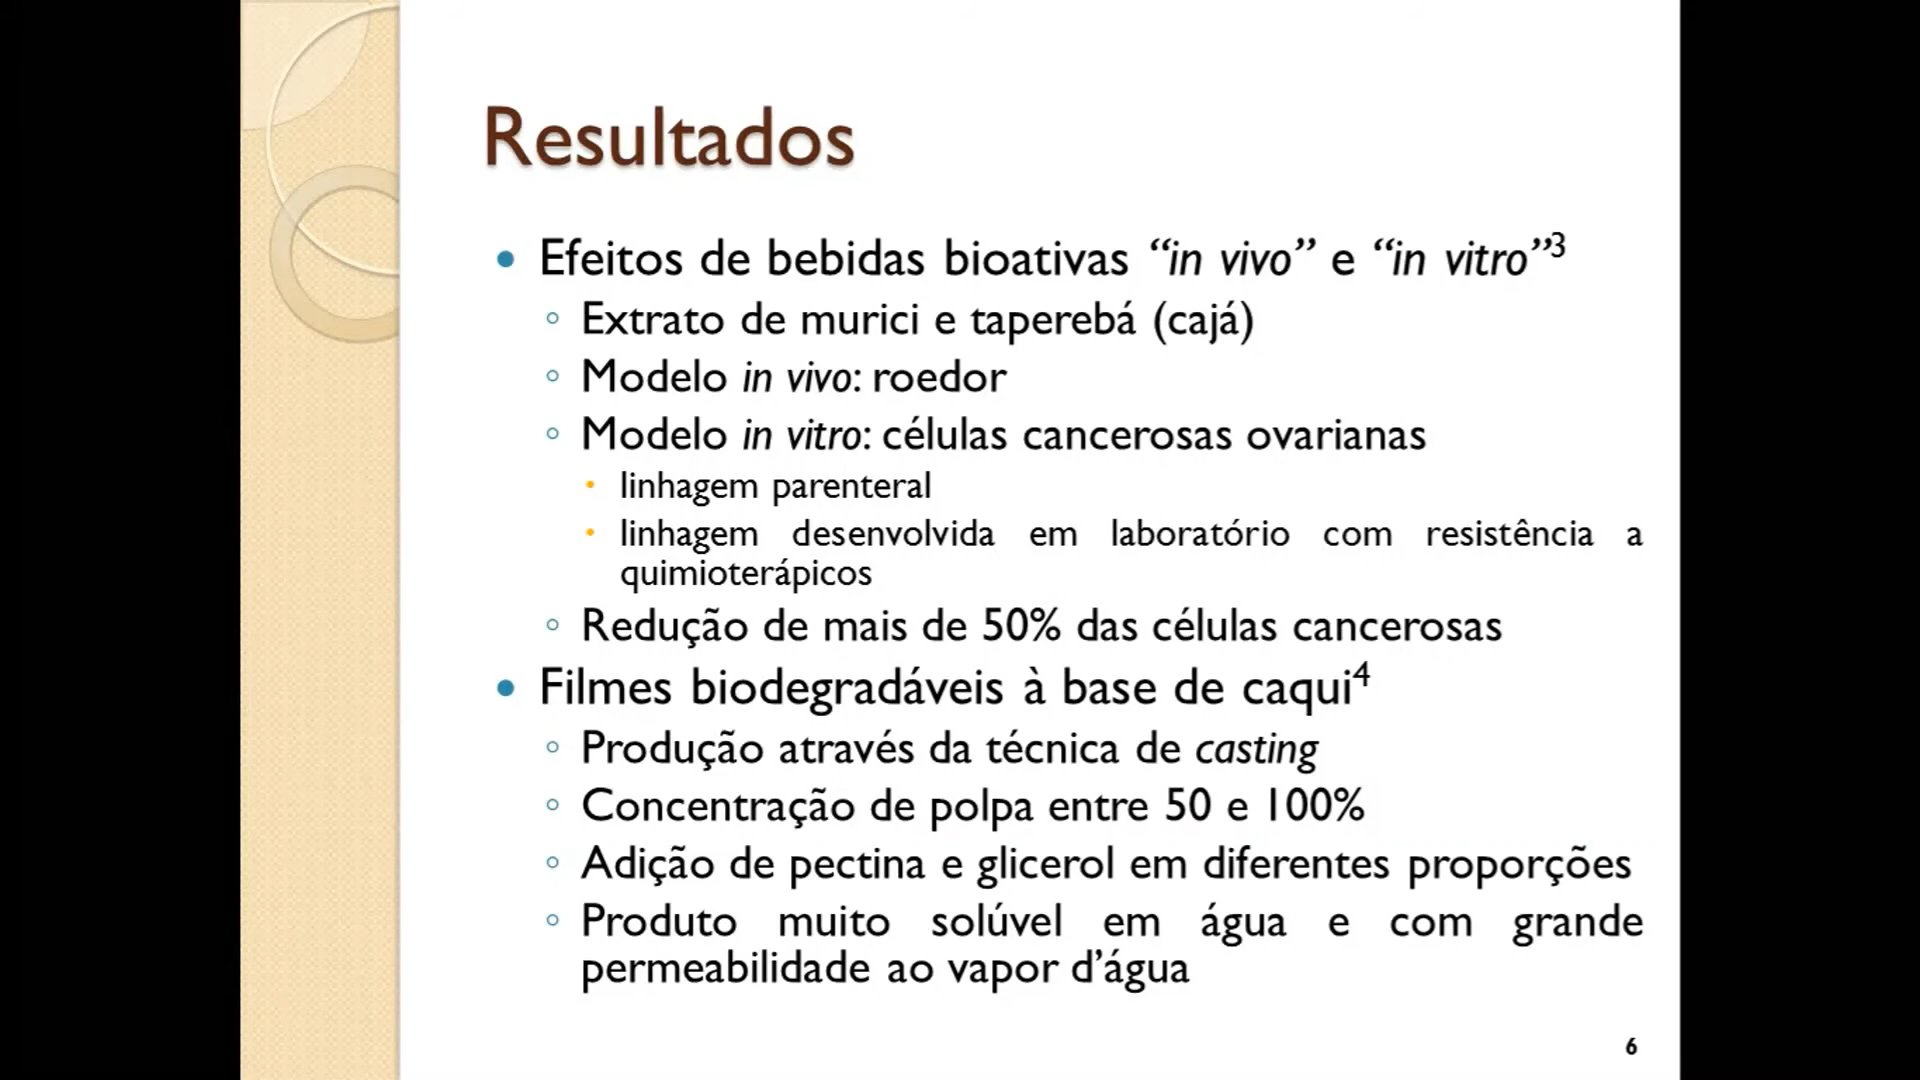 Resultados
• Efeitos de bebidas bioativas “in vivo” e “in vitro”³
◦ Extrato de murici e taperebá (cajá)
◦ Modelo in vivo: roedor
◦ Modelo in vitro: células cancerosas ovarianas
• linhagem parenteral
• linhagem desenvolvida em laboratório com resistência a
quimioterápicos
◦ Redução de mais de 50% das células cancerosas
• Filmes biodegradáveis à base de caqui⁴
◦ Produção através da técnica de casting
◦ Concentração de polpa entre 50 e 100%
◦ Adição de pectina e glicerol em diferentes proporções
◦ Produto muito solúvel em água e com grande
permeabilidade ao vapor d’água
6